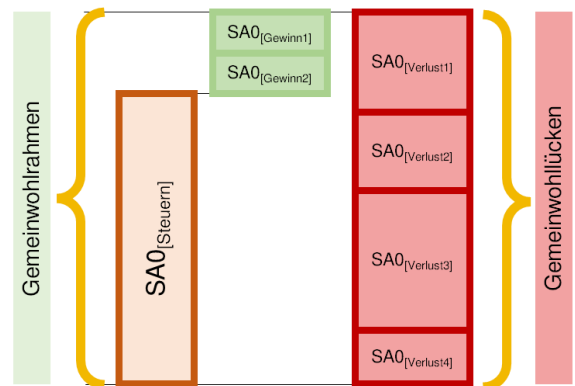 Gemeinwohlrahmen
SA0[Steuern]
SA0[Gewinn1]
SA0[Gewinn2]
SA0[Verlust1]
SA0[Verlust2]
SA0[Verlust3]
SA0[Verlust4]
Gemeinwohllücken